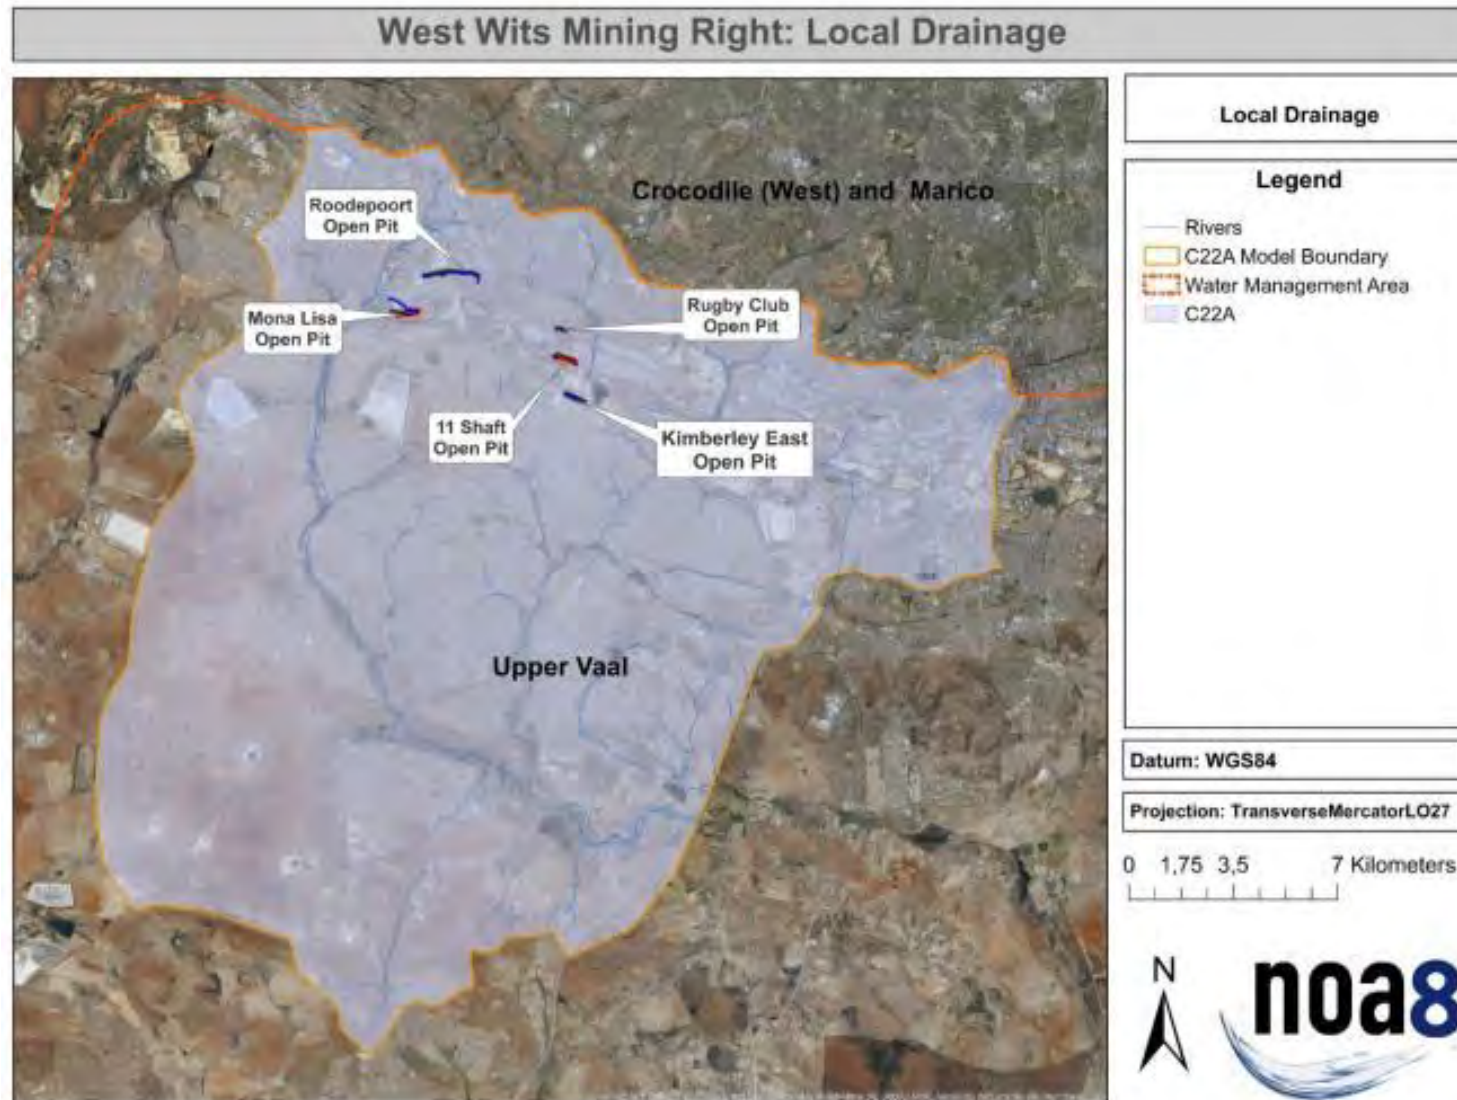 West Wits Mining Right: Local Drainage
Crocodile (West) and Marico
Roodepoort
Open Pit
Mona Lisa
Open Pit
Rugby Club
Open Pit
11 Shaft
Open Pit
Kimberley East
Open Pit
Upper Vaal
Local Drainage
Legend
Rivers
C22A Model Boundary
Water Management Area
C22A
Datum: WGS84
Projection: TransverseMercatorLO27
0 1,75 3,5 7 Kilometers
N
noa8